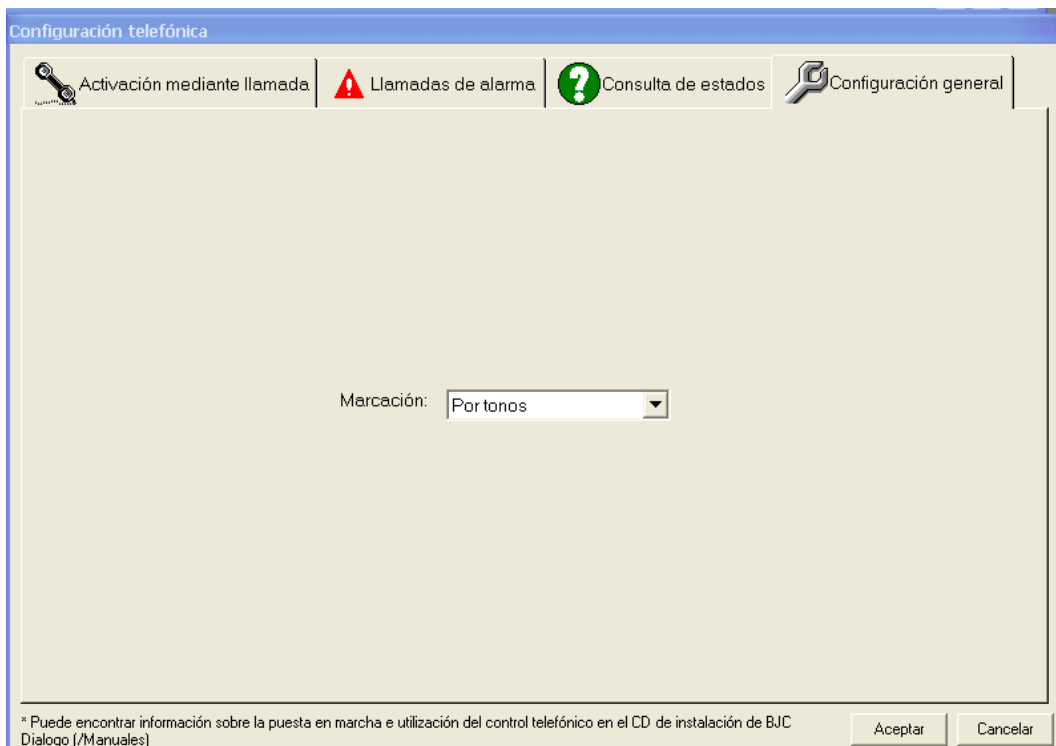 Configuración telefónica
Activación mediante llamada
Llamadas de alarma
Consulta de estados
Configuración general
Marcación:
Por tonos
* Puede encontrar información sobre la puesta en marcha e utilización del control telefónico en el CD de instalación de BJC
Dialogo (/Manuales)
Aceptar
Cancelar